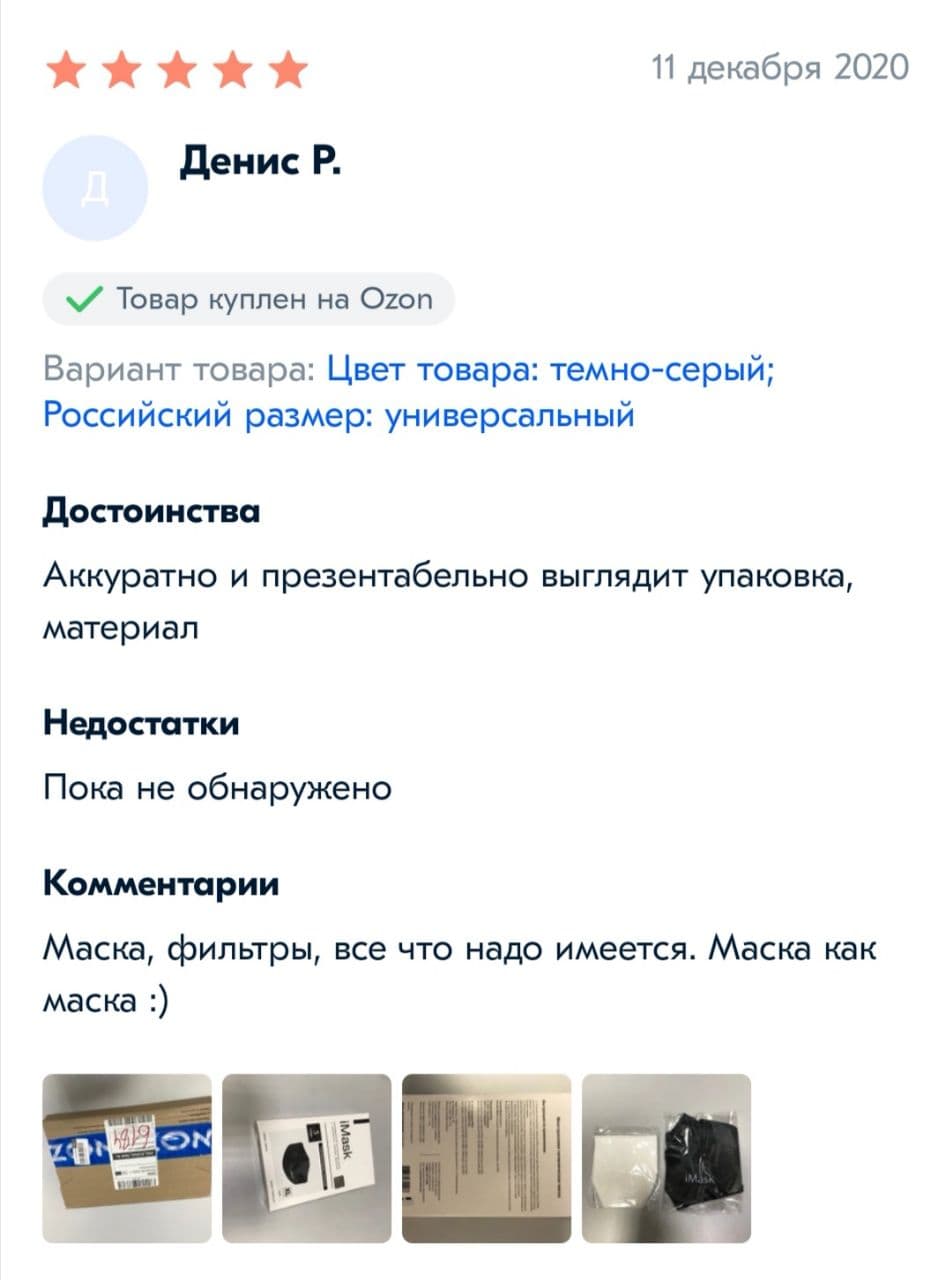 11 декабря 2020
Д
Денис Р.
Товар куплен на Ozon
Вариант товара: Цвет товара: темно-серый;
Российский размер: универсальный
Достоинства
Аккуратно и презентабельно выглядит упаковка,
материал
Недостатки
Пока не обнаружено
Комментарии
Маска, фильтры, все что надо имеется. Маска как
маска :)
6184
iMask
iMask